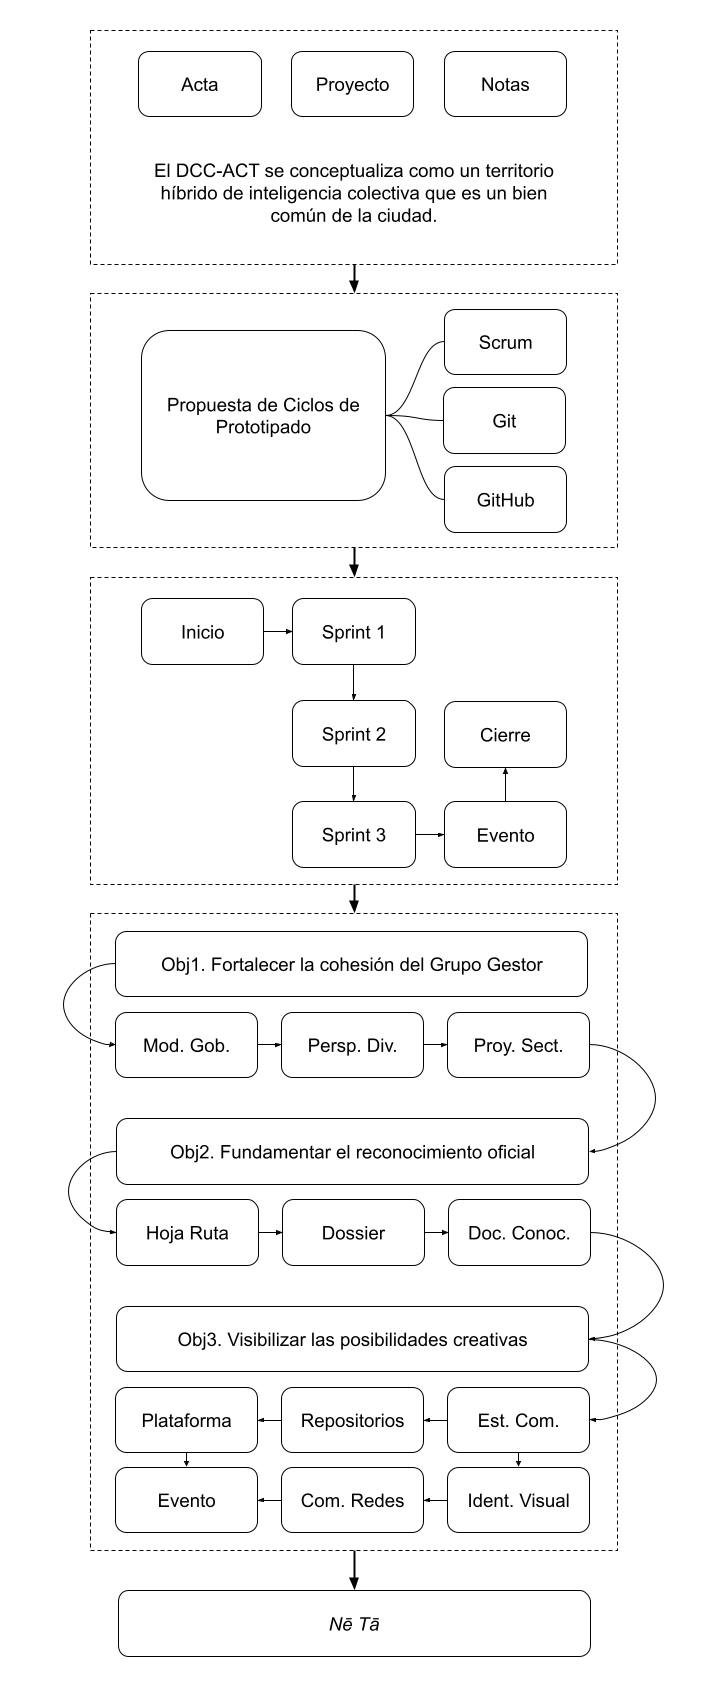 Acta
Proyecto
Notas
El DCC-ACT se conceptualiza como un territorio
híbrido de inteligencia colectiva que es un bien
común de la ciudad.
Propuesta de Ciclos de
Prototipado
Scrum
Git
GitHub
Inicio
Sprint 1
Sprint 2
Cierre
Sprint 3
Evento
Obj1. Fortalecer la cohesión del Grupo Gestor
Mod. Gob.
Persp. Div.
Proy. Sect.
Obj2. Fundamentar el reconocimiento oficial
Hoja Ruta
Dossier
Doc. Conoc.
Obj3. Visibilizar las posibilidades creativas
Plataforma
Repositorios
Est. Com.
Evento
Com. Redes
Ident. Visual
Nē Tā